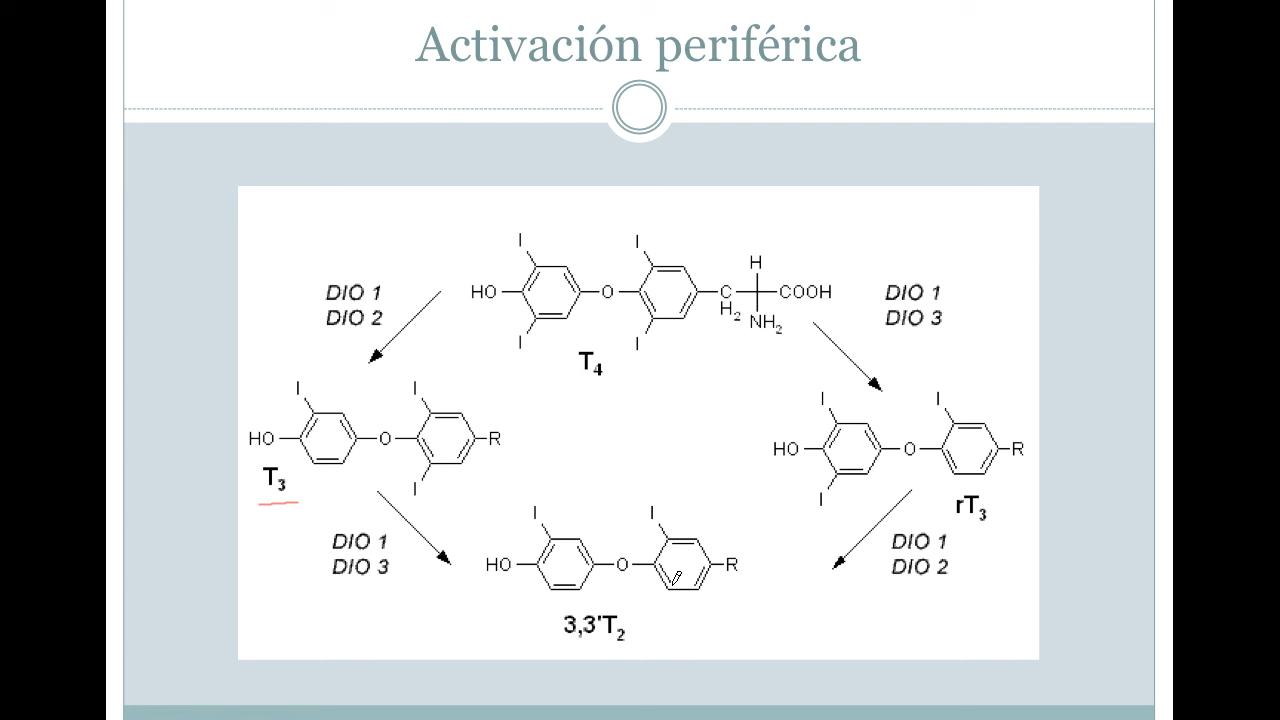 Activación periférica
DIO 1
DIO 2
I
I
HO
O
I
I
C
H2
H
NH2
COOH
T4
DIO 1
DIO 3
I
HO
O
I
I
R
T3
I
HO
I
O
I
R
rT3
DIO 1
DIO 3
I
HO
O
I
R
3,3'T2
DIO 1
DIO 2